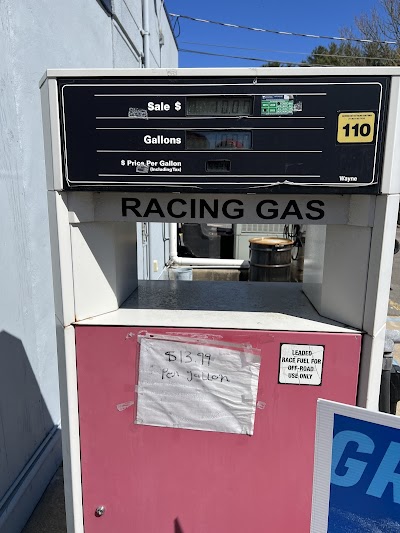 Sale $
Gallons
$ Price Per Gallon
(Including Tax)
110
Wayne
RACING GAS
$13.99
Per gallon
LEADED
RACE FUEL FOR
OFF-ROAD
USE ONLY
GR